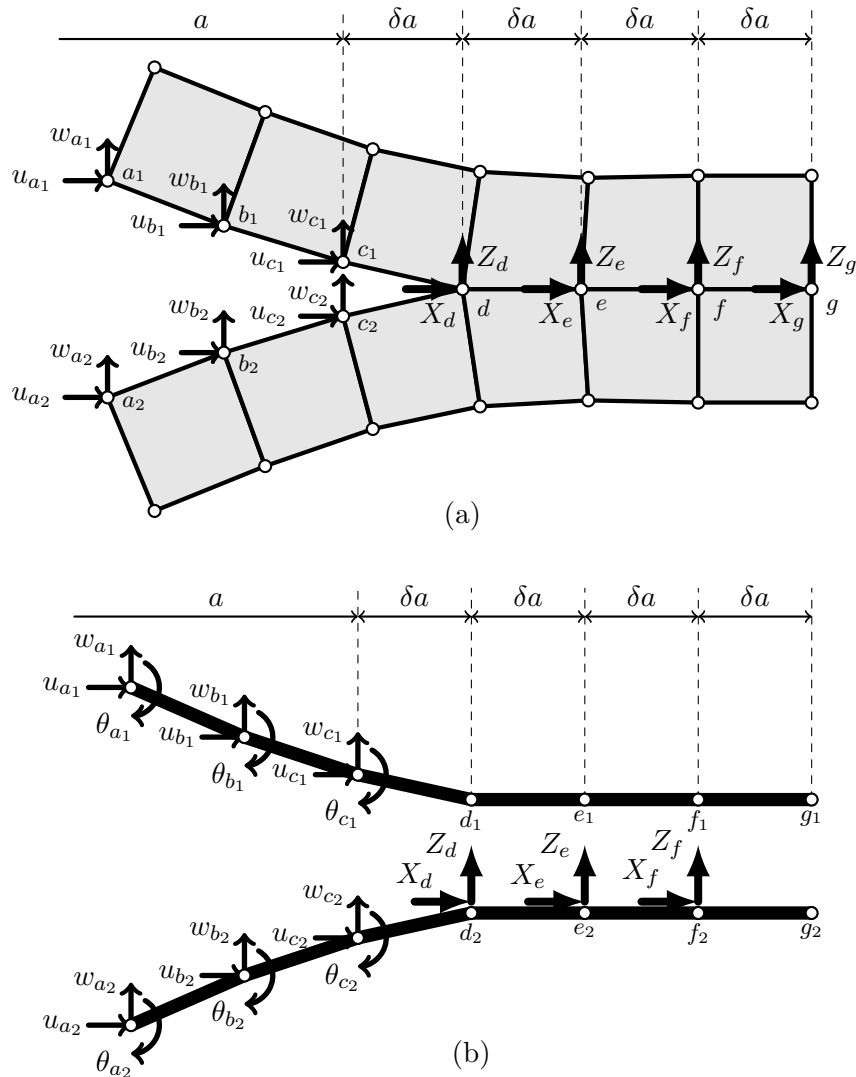 a δa δa δa δa
w_{a_1}
u_{a_1} a_1 w_{b_1}
u_{b_1} b_1 w_{c_1}
u_{c_1} c_1 Z_d Z_e Z_f Z_g
w_{c_2}
w_{b_2} u_{c_2} X_d d X_e e X_f f X_g g
u_{b_2} b_2 c_2
w_{a_2}
u_{a_2} a_2
(a)
a δa δa δa δa
w_{a_1}
u_{a_1} w_{b_1}
θ_{a_1} u_{b_1} w_{c_1}
θ_{b_1} u_{c_1}
θ_{c_1} d_1 e_1 f_1 g_1
Z_d Z_e Z_f
w_{c_2} X_d X_e X_f
w_{b_2} u_{c_2} d_2 e_2 f_2 g_2
w_{a_2} u_{b_2} θ_{c_2}
u_{a_2} θ_{b_2}
θ_{a_2} (b)